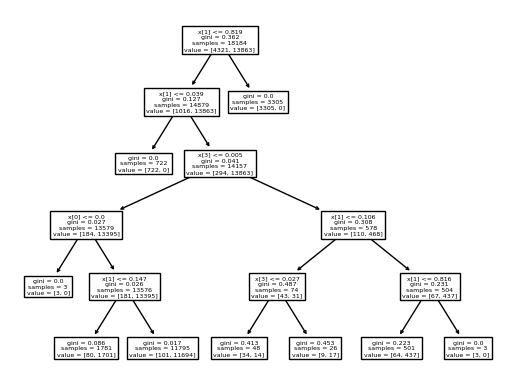 x[1] <= 0.819
gini = 0.362
samples = 18184
value = [4321, 13863]
x[1] <= 0.039
gini = 0.127
samples = 14879
value = [1016, 13863]
gini = 0.0
samples = 3305
value = [3305, 0]
gini = 0.0
samples = 722
value = [722, 0]
x[3] <= 0.005
gini = 0.041
samples = 14157
value = [294, 13863]
x[0] <= 0.0
gini = 0.027
samples = 13579
value = [184, 13395]
x[1] <= 0.106
gini = 0.308
samples = 578
value = [110, 468]
gini = 0.0
samples = 3
value = [3, 0]
x[1] <= 0.147
gini = 0.026
samples = 13576
value = [181, 13395]
x[3] <= 0.027
gini = 0.487
samples = 74
value = [43, 31]
x[1] <= 0.816
gini = 0.231
samples = 504
value = [67, 437]
gini = 0.086
samples = 1781
value = [80, 1701]
gini = 0.017
samples = 11795
value = [101, 11694]
gini = 0.413
samples = 48
value = [34, 14]
gini = 0.453
samples = 26
value = [9, 17]
gini = 0.223
samples = 501
value = [64, 437]
gini = 0.0
samples = 3
value = [3, 0]